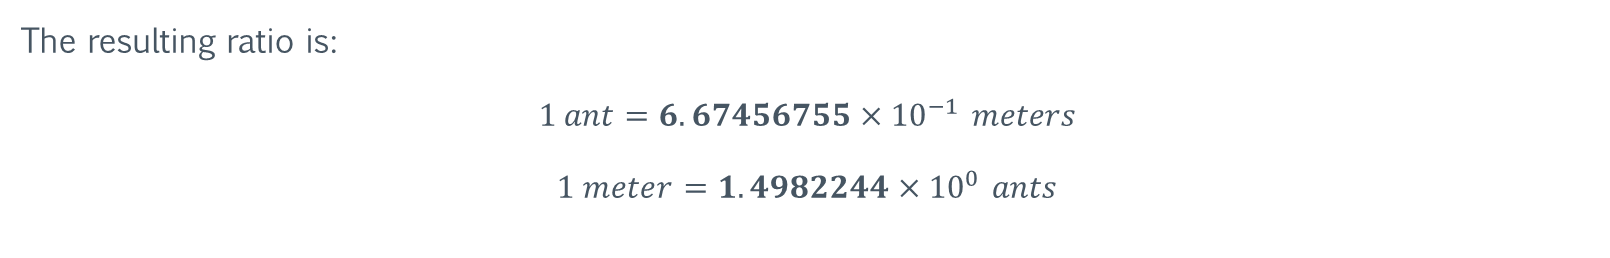 The resulting ratio is:
1 ant = 6.67456755 × 10⁻¹ meters
1 meter = 1.4982244 × 10⁰ ants